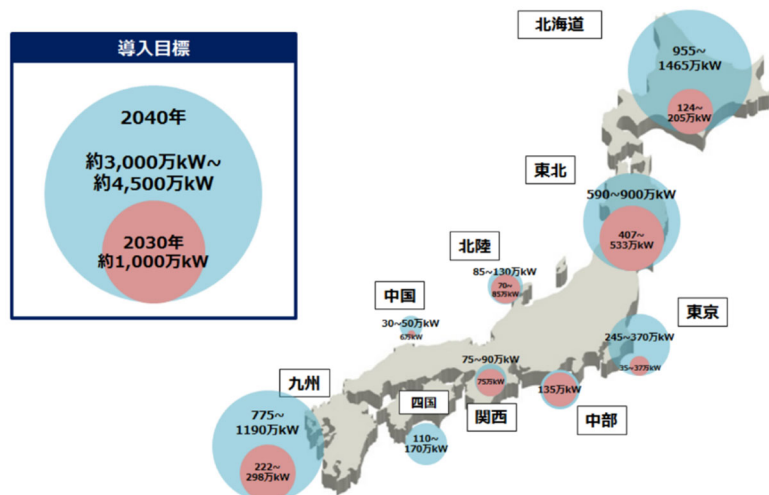 導入目標
2040年
約3,000万kW~
約4,500万kW
2030年
約1,000万kW
北海道
955~
1465万kW
124~
205万kW
東北
590~900万kW
407~
533万kW
北陸
85~130万kW
70~
85万kW
中国
30~50万kW
6万kW
東京
245~370万kW
35~37万kW
75~90万kW
75万kW
関西
135万kW
中部
九州
775~
1190万kW
222~
298万kW
四国
110~
170万kW